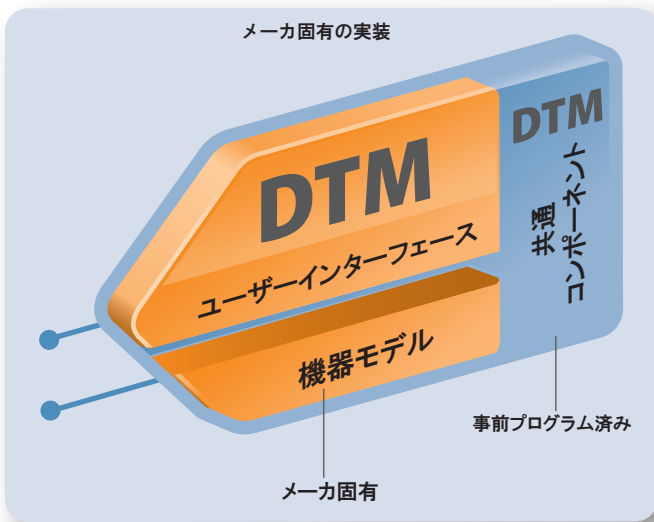 メーカ固有の実装
DTM
ユーザーインターフェース
機器モデル
DTM
共通
コンポーネント
事前プログラム済み
メーカ固有